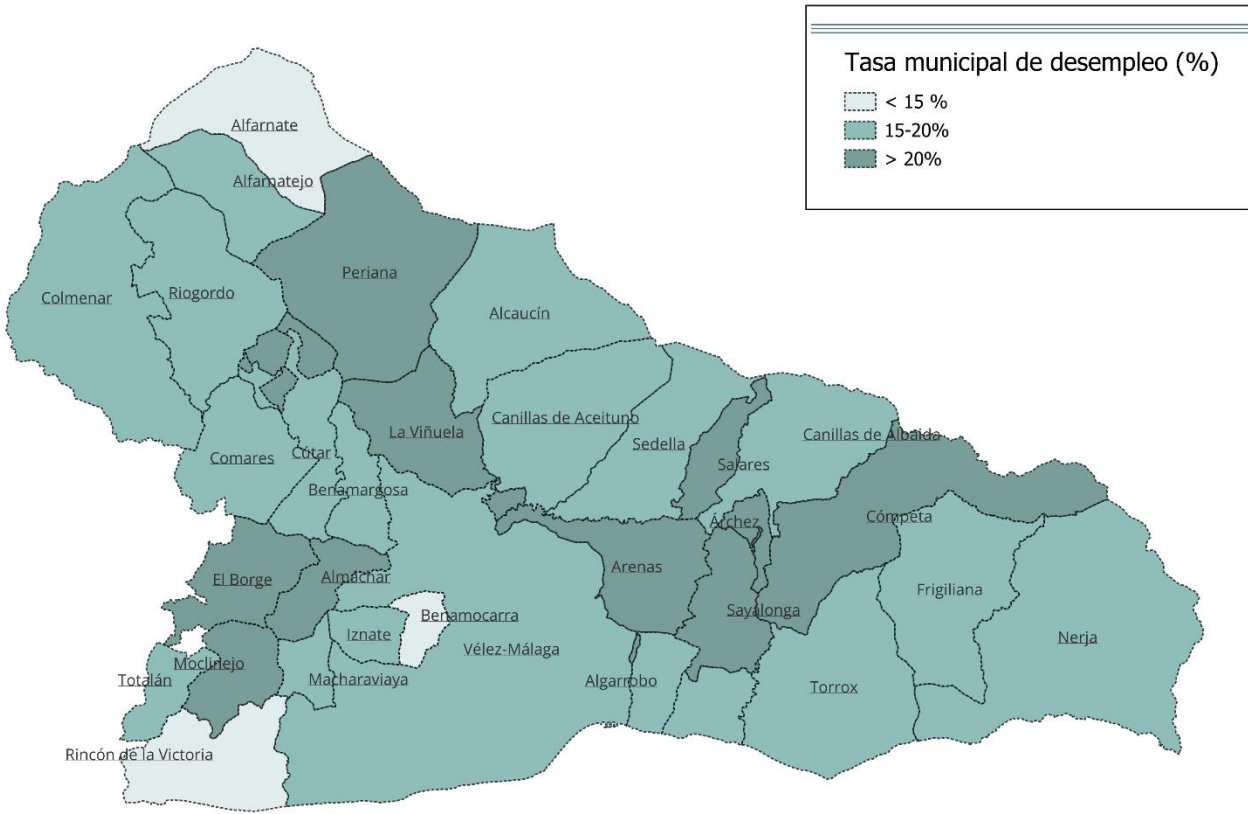 Tasa municipal de desempleo (%)
< 15 %
15-20%
> 20%
Alfarnate
Alfarnatejo
Periana
Colmenar
Riogordo
Alcaucín
Canillas de Aceituno
La Viñuela
Canillas de Albaida
Sedella
Comares
Cútar
Salares
Benamargosa
Árchez
Cómpeta
Arenas
El Borge
Almáchar
Frigiliana
Sayalonga
Benamocarra
Iznate
Nerja
Vélez-Málaga
Moclinejo
Totalán
Macharaviaya
Algarrobo
Torrox
Rincón de la Victoria